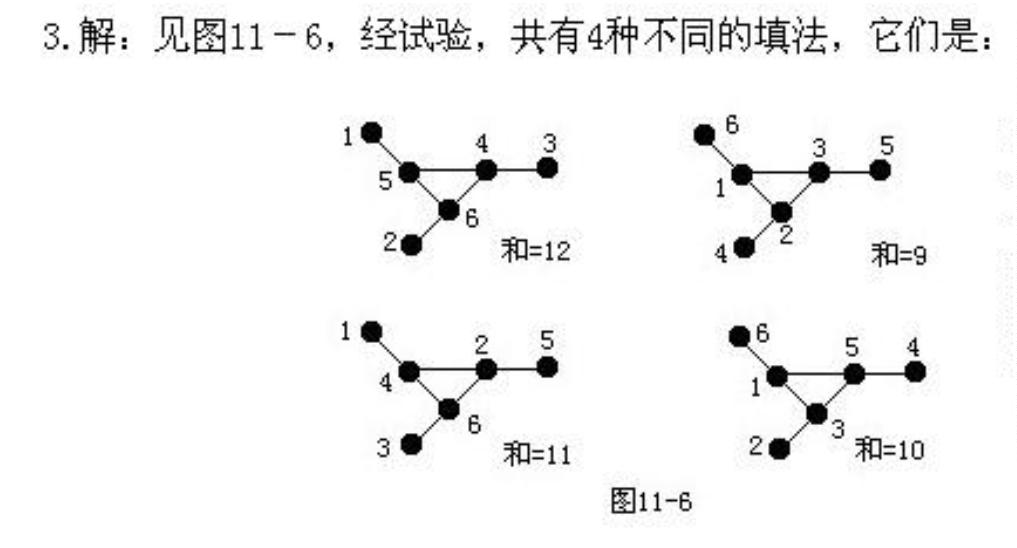 3.解：见图11－6，经试验，共有4种不同的填法，它们是：
1 4 3
5
6
2 和=12
6 3 5
1
2
4 和=9
1 2 5
4
6
3 和=11
6 5 4
1
3
2 和=10
图11-6